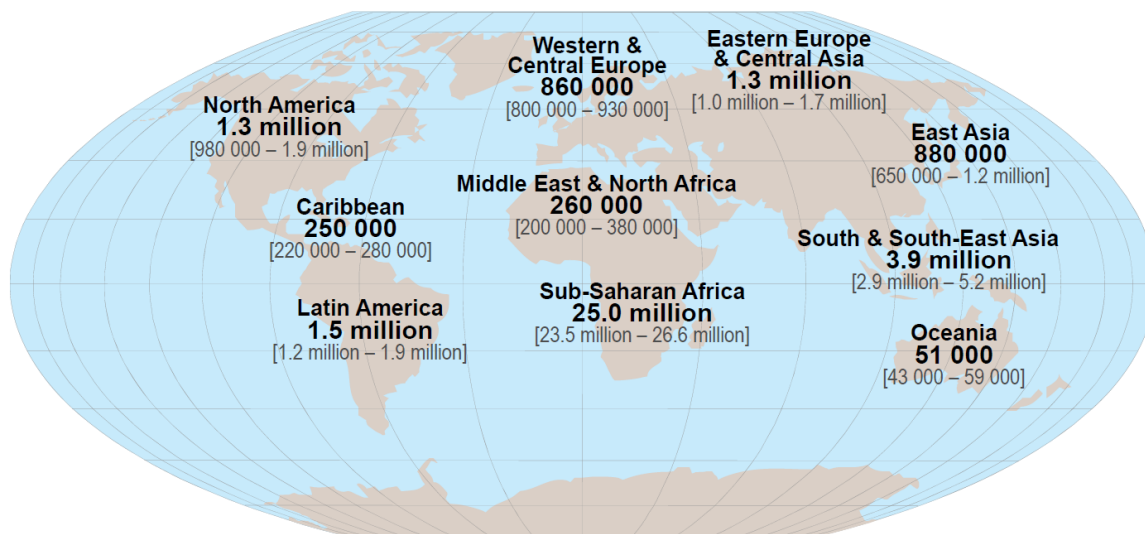 Western &
Central Europe
860 000
[800 000 – 930 000]
Eastern Europe
& Central Asia
1.3 million
[1.0 million – 1.7 million]
North America
1.3 million
[980 000 – 1.9 million]
East Asia
880 000
[650 000 – 1.2 million]
Middle East & North Africa
260 000
[200 000 – 380 000]
Caribbean
250 000
[220 000 – 280 000]
South & South-East Asia
3.9 million
[2.9 million – 5.2 million]
Sub-Saharan Africa
25.0 million
[23.5 million – 26.6 million]
Latin America
1.5 million
[1.2 million – 1.9 million]
Oceania
51 000
[43 000 – 59 000]